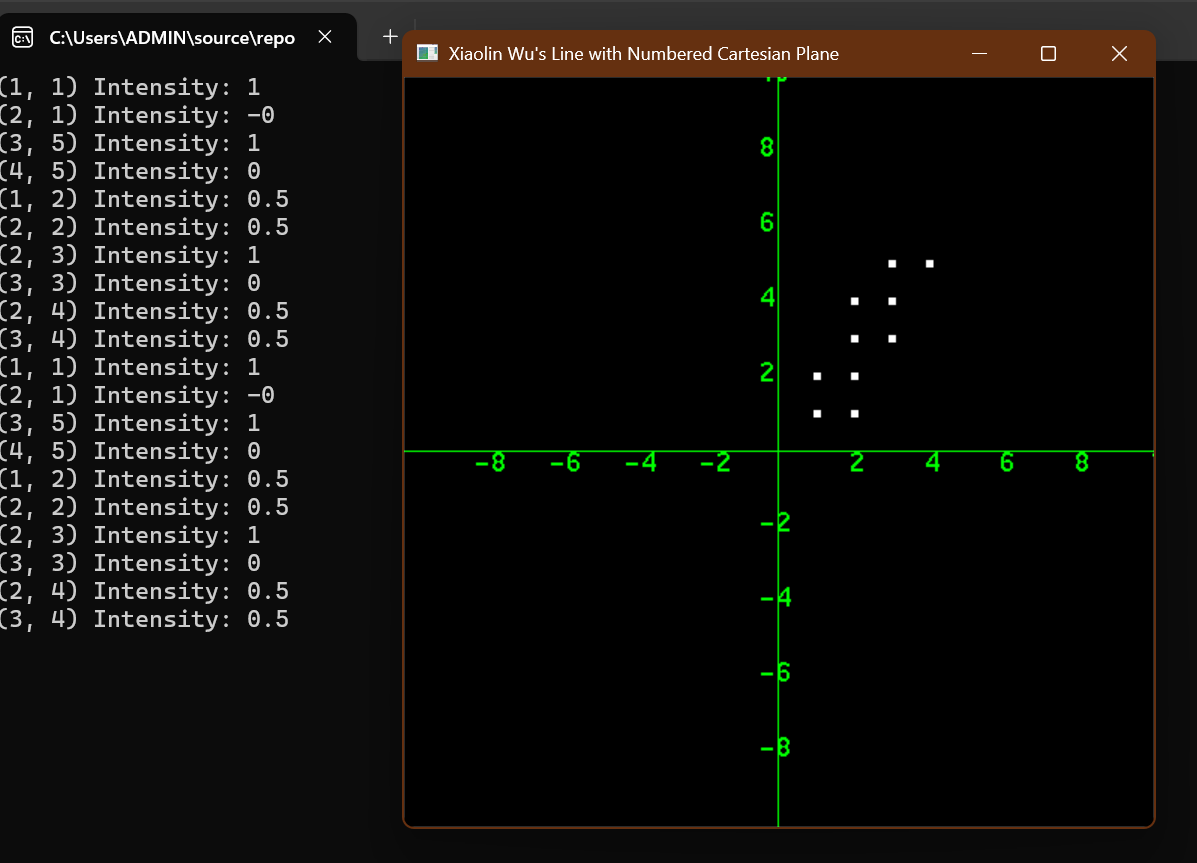 C:\Users\ADMIN\source\repo
Xiaolin Wu's Line with Numbered Cartesian Plane
(1, 1) Intensity: 1
(2, 1) Intensity: -0
(3, 5) Intensity: 1
(4, 5) Intensity: 0
(1, 2) Intensity: 0.5
(2, 2) Intensity: 0.5
(2, 3) Intensity: 1
(3, 3) Intensity: 0
(2, 4) Intensity: 0.5
(3, 4) Intensity: 0.5
(1, 1) Intensity: 1
(2, 1) Intensity: -0
(3, 5) Intensity: 1
(4, 5) Intensity: 0
(1, 2) Intensity: 0.5
(2, 2) Intensity: 0.5
(2, 3) Intensity: 1
(3, 3) Intensity: 0
(2, 4) Intensity: 0.5
(3, 4) Intensity: 0.5
8
6
4
2
-8 -6 -4 -2 2 4 6 8
-2
-4
-6
-8